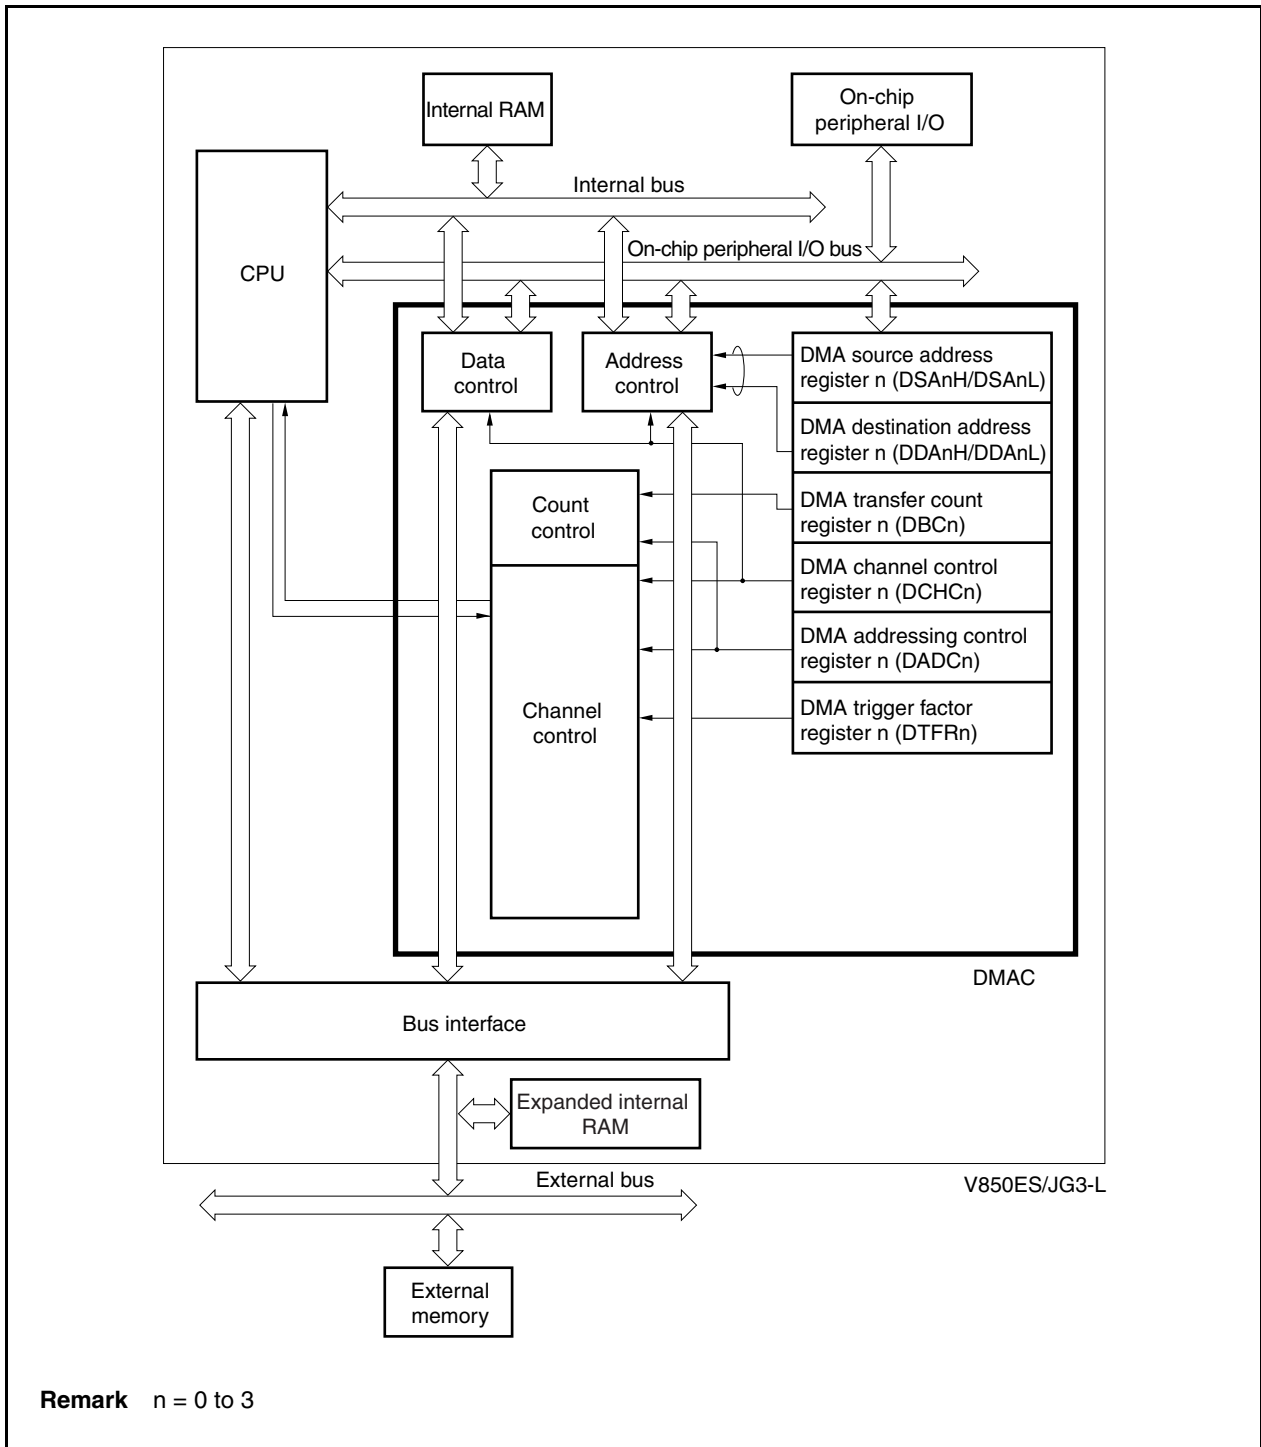 Internal RAM
On-chip
peripheral I/O
Internal bus
On-chip peripheral I/O bus
CPU
Data
control
Address
control
DMA source address
register n (DSAnH/DSAnL)
DMA destination address
register n (DDAnH/DDAnL)
Count
control
DMA transfer count
register n (DBCn)
DMA channel control
register n (DCHCn)
DMA addressing control
register n (DADCn)
Channel
control
DMA trigger factor
register n (DTFRn)
DMAC
Bus interface
Expanded internal
RAM
External bus
V850ES/JG3-L
External
memory
Remark n = 0 to 3